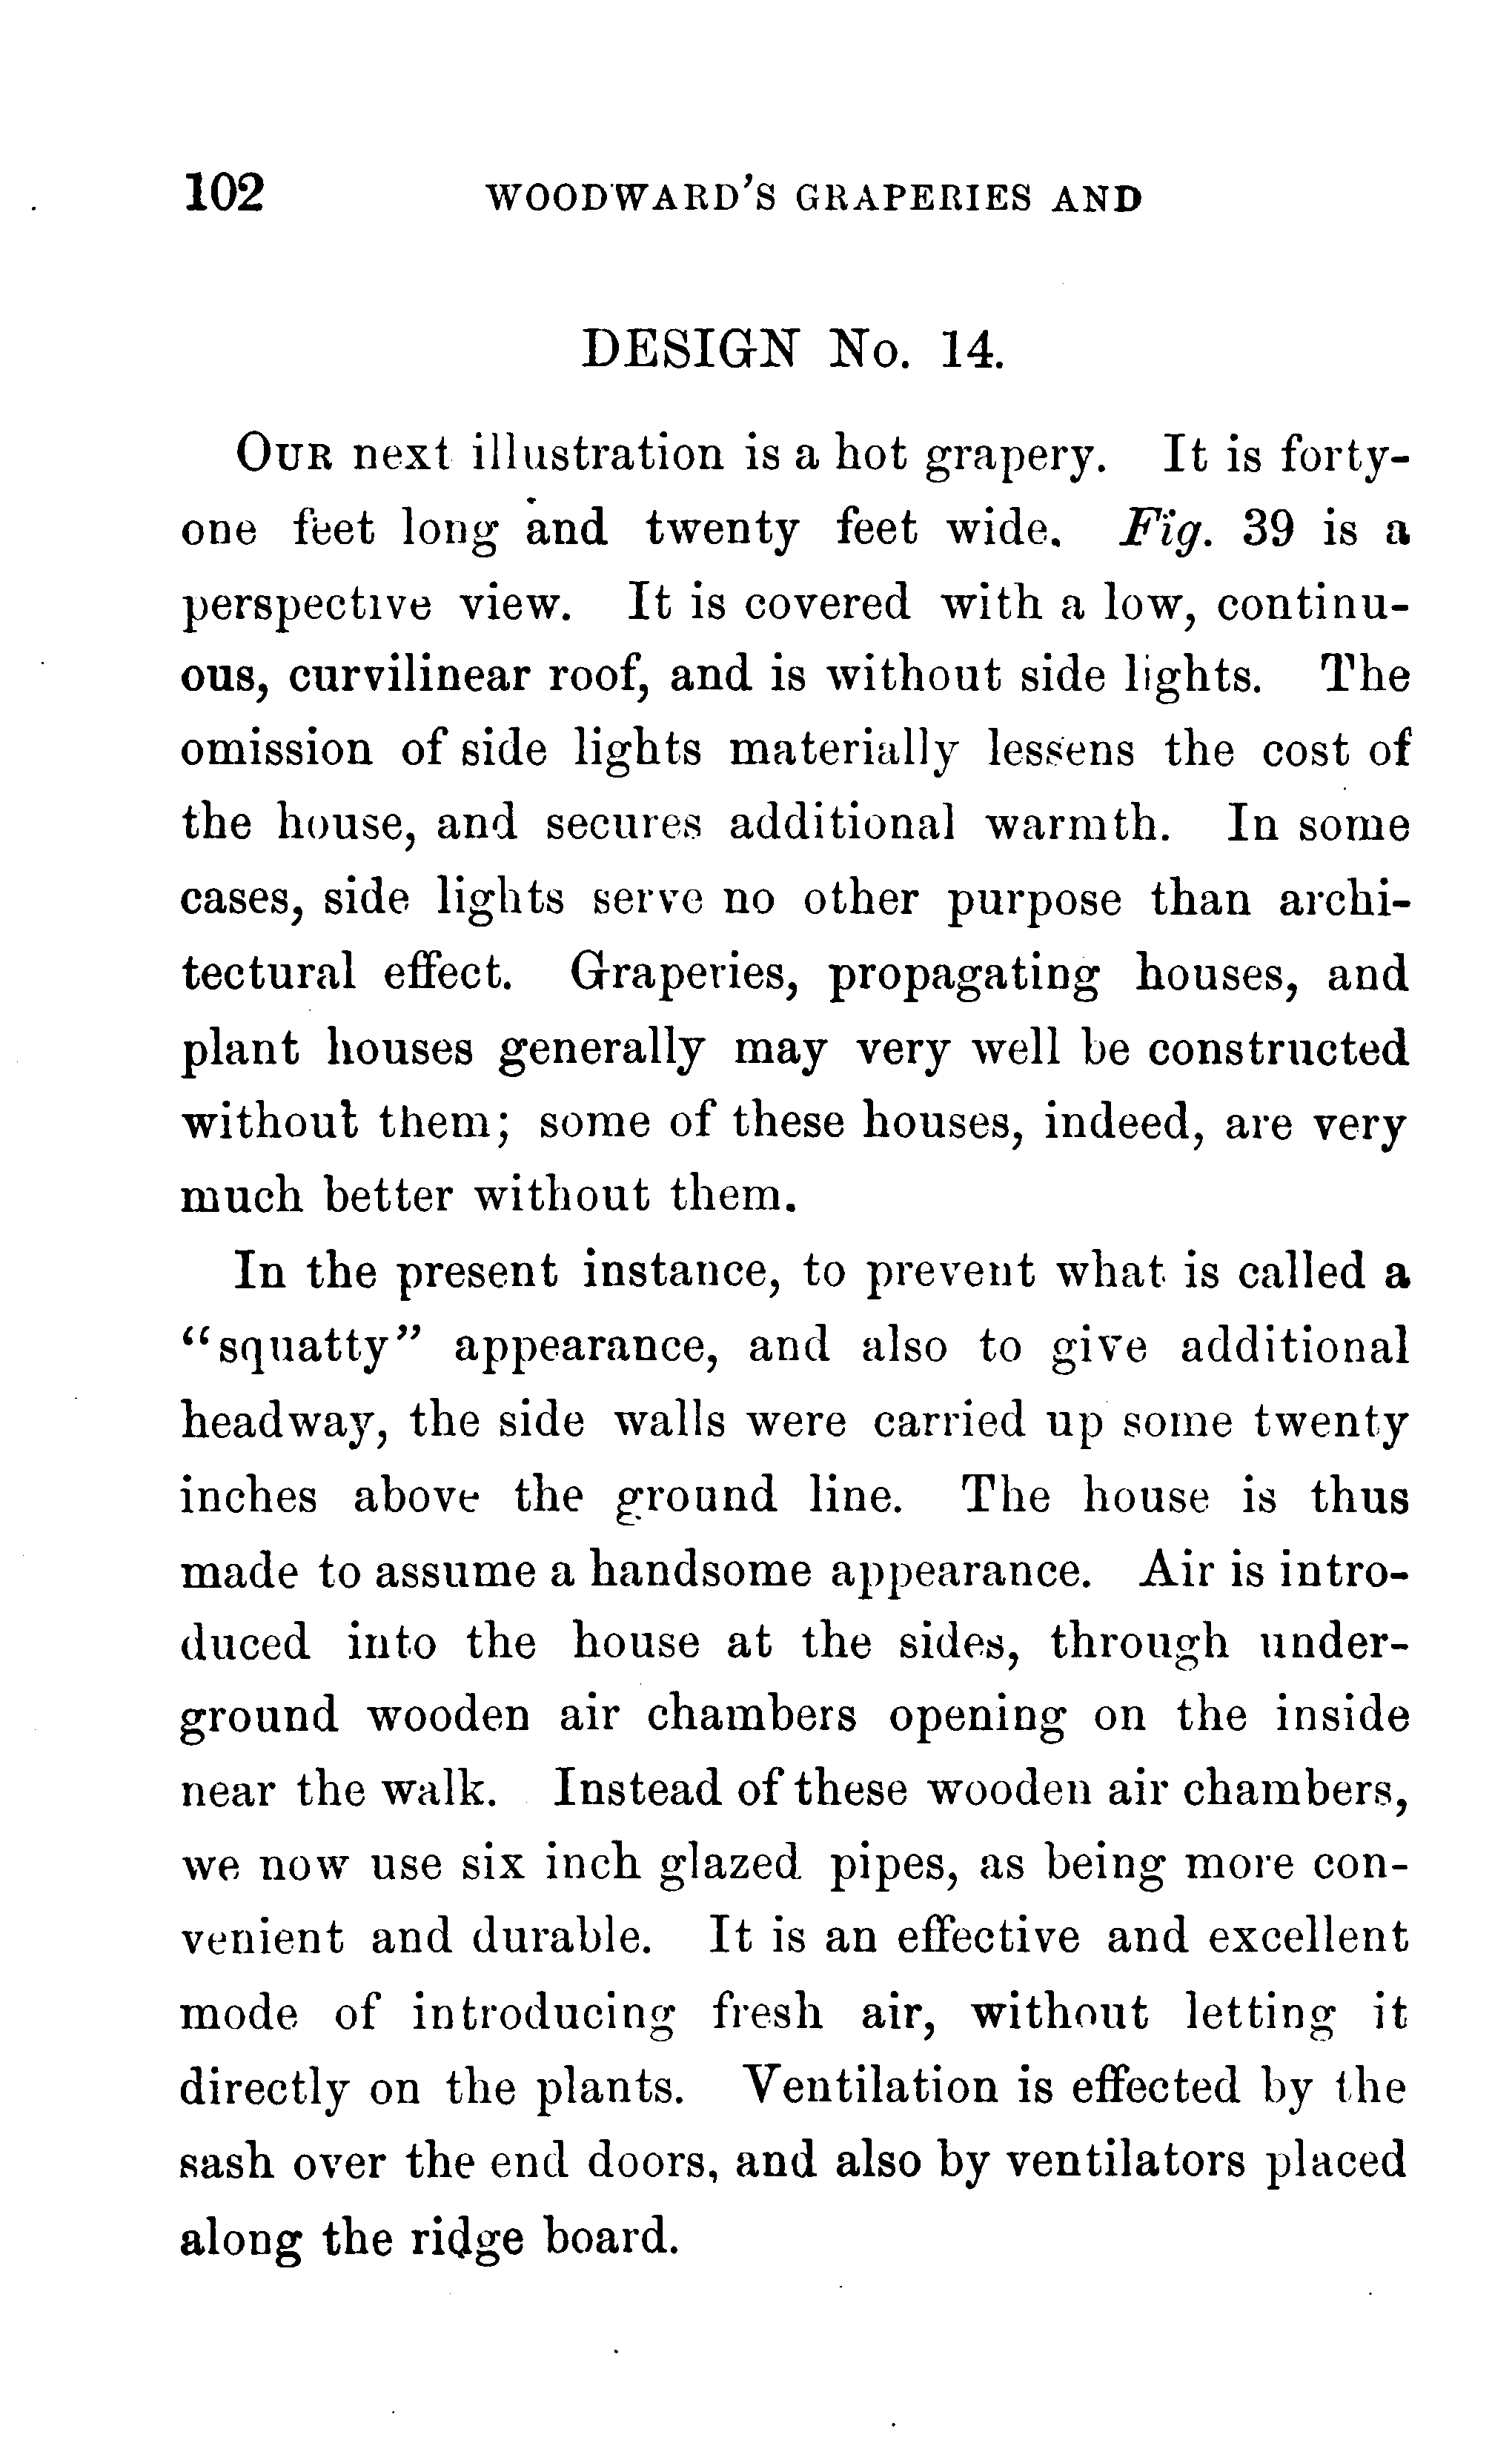 102 WOODWARD'S GRAPERIES AND
DESIGN No. 14.
OUR next illustration is a hot grapery. It is forty-
one feet long and twenty feet wide. Fig. 39 is a
perspective view. It is covered with a low, continu-
ous, curvilinear roof, and is without side lights. The
omission of side lights materially lessens the cost of
the house, and secures additional warmth. In some
cases, side lights serve no other purpose than archi-
tectural effect. Graperies, propagating houses, and
plant houses generally may very well be constructed
without them; some of these houses, indeed, are very
much better without them.
In the present instance, to prevent what is called a
“squatty” appearance, and also to give additional
headway, the side walls were carried up some twenty
inches above the ground line. The house is thus
made to assume a handsome appearance. Air is intro-
duced into the house at the sides, through under-
ground wooden air chambers opening on the inside
near the walk. Instead of these wooden air chambers,
we now use six inch glazed pipes, as being more con-
venient and durable. It is an effective and excellent
mode of introducing fresh air, without letting it
directly on the plants. Ventilation is effected by the
sash over the end doors, and also by ventilators placed
along the ridge board.